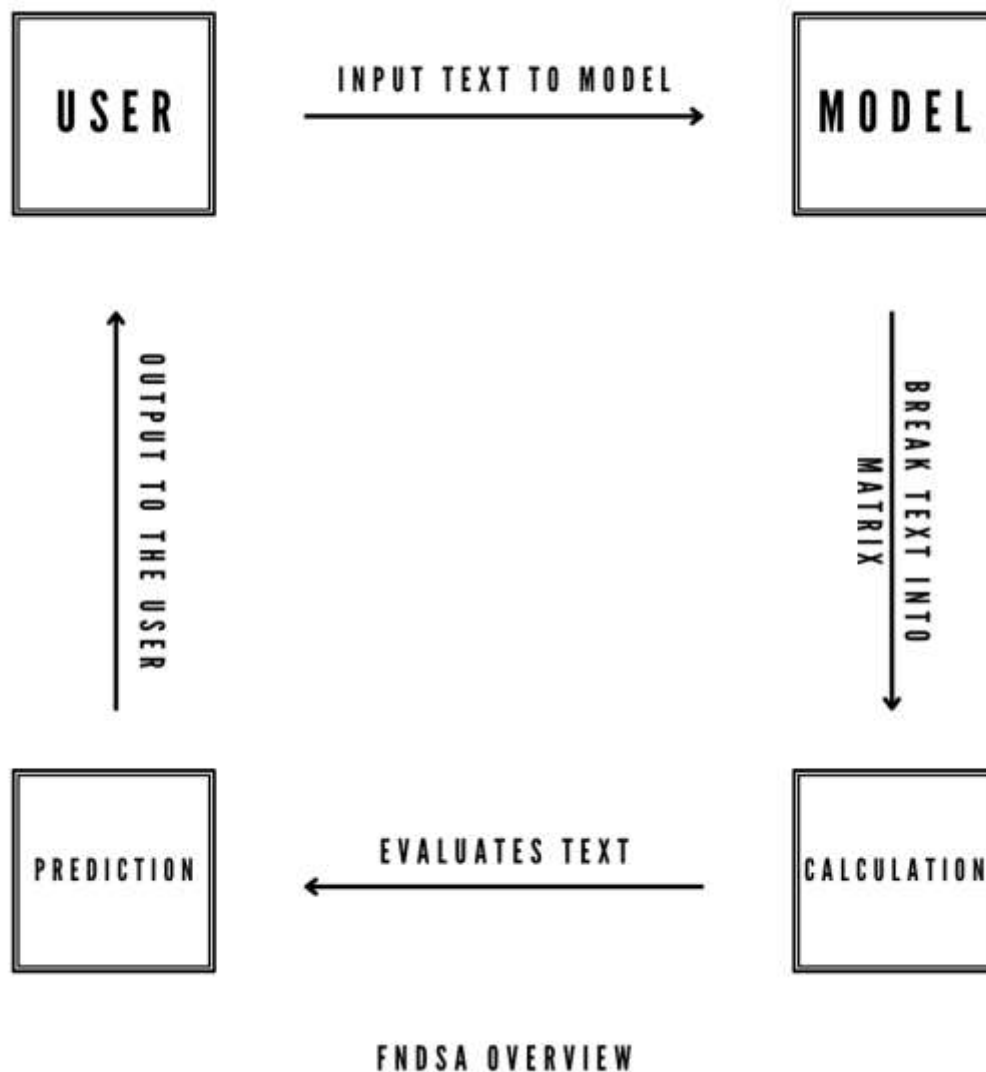 USER
INPUT TEXT TO MODEL
MODEL
OUTPUT TO THE USER
BREAK TEXT INTO
MATRIX
PREDICTION
EVALUATES TEXT
CALCULATION
FNDSA OVERVIEW